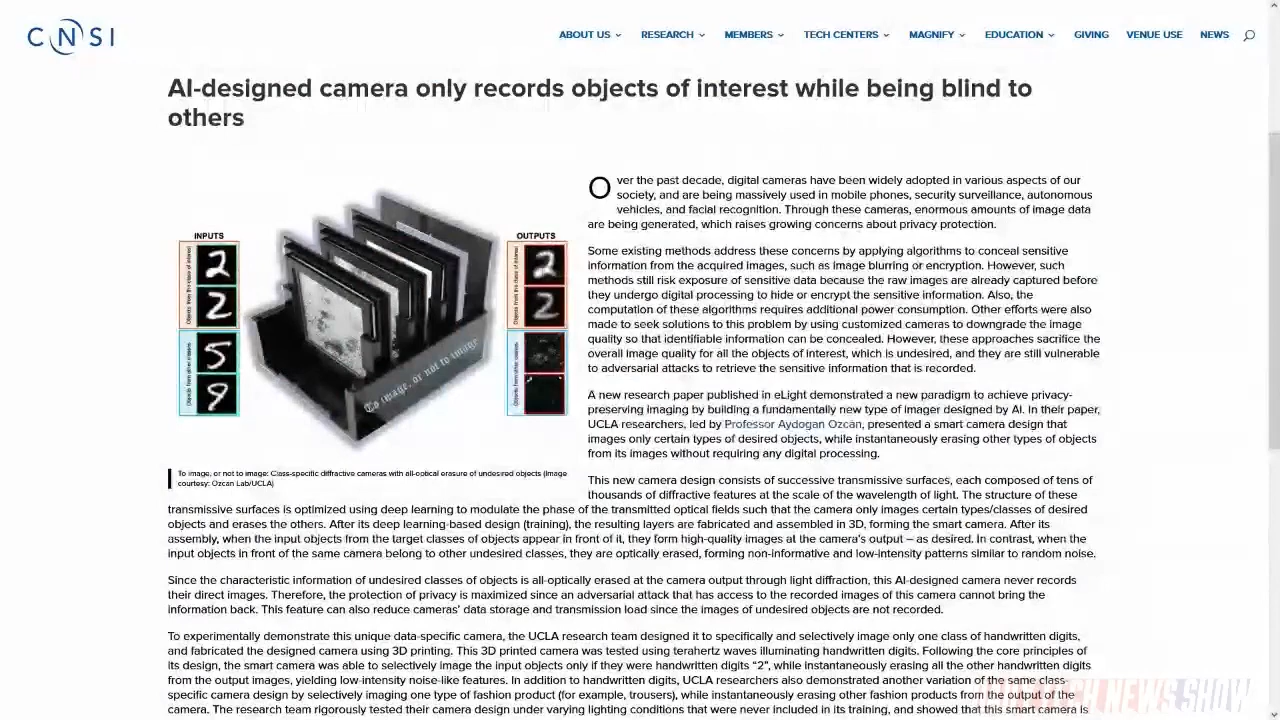 CNSI
ABOUT US RESEARCH MEMBERS TECH CENTERS MAGNIFY EDUCATION GIVING VENUE USE NEWS
AI-designed camera only records objects of interest while being blind to
others
INPUTS
Objects from the class of interest
2
2
Objects from other classes
5
9
To image, or not to image
OUTPUTS
Objects from the class of interest
2
2
Objects from other classes
To image, or not to image: Class-specific diffractive cameras with all-optical erasure of undesired objects (Image
courtesy: Ozcan Lab/UCLA)
Over the past decade, digital cameras have been widely adopted in various aspects of our
society, and are being massively used in mobile phones, security surveillance, autonomous
vehicles, and facial recognition. Through these cameras, enormous amounts of image data
are being generated, which raises growing concerns about privacy protection.
Some existing methods address these concerns by applying algorithms to conceal sensitive
information from the acquired images, such as image blurring or encryption. However, such
methods still risk exposure of sensitive data because the raw images are already captured before
they undergo digital processing to hide or encrypt the sensitive information. Also, the
computation of these algorithms requires additional power consumption. Other efforts were also
made to seek solutions to this problem by using customized cameras to downgrade the image
quality so that identifiable information can be concealed. However, these approaches sacrifice the
overall image quality for all the objects of interest, which is undesired, and they are still vulnerable
to adversarial attacks to retrieve the sensitive information that is recorded.
A new research paper published in eLight demonstrated a new paradigm to achieve privacy-
preserving imaging by building a fundamentally new type of imager designed by AI. In their paper,
UCLA researchers, led by Professor Aydogan Ozcan, presented a smart camera design that
images only certain types of desired objects, while instantaneously erasing other types of objects
from its images without requiring any digital processing.
This new camera design consists of successive transmissive surfaces, each composed of tens of
thousands of diffractive features at the scale of the wavelength of light. The structure of these
transmissive surfaces is optimized using deep learning to modulate the phase of the transmitted optical fields such that the camera only images certain types/classes of desired
objects and erases the others. After its deep learning-based design (training), the resulting layers are fabricated and assembled in 3D, forming the smart camera. After its
assembly, when the input objects from the target classes of objects appear in front of it, they form high-quality images at the camera's output – as desired. In contrast, when the
input objects in front of the same camera belong to other undesired classes, they are optically erased, forming non-informative and low-intensity patterns similar to random noise.
Since the characteristic information of undesired classes of objects is all-optically erased at the camera output through light diffraction, this AI-designed camera never records
their direct images. Therefore, the protection of privacy is maximized since an adversarial attack that has access to the recorded images of this camera cannot bring the
information back. This feature can also reduce cameras' data storage and transmission load since the images of undesired objects are not recorded.
To experimentally demonstrate this unique data-specific camera, the UCLA research team designed it to specifically and selectively image only one class of handwritten digits,
and fabricated the designed camera using 3D printing. This 3D printed camera was tested using terahertz waves illuminating handwritten digits. Following the core principles of
its design, the smart camera was able to selectively image the input objects only if they were handwritten digits “2”, while instantaneously erasing all the other handwritten digits
from the output images, yielding low-intensity noise-like features. In addition to handwritten digits, UCLA researchers also demonstrated another variation of the same class-
specific camera design by selectively imaging one type of fashion product (for example, trousers), while instantaneously erasing other fashion products from the output of the
camera. The research team rigorously tested their camera design under varying lighting conditions that were never included in its training, and showed that this smart camera is
TECH NEWS SHOW